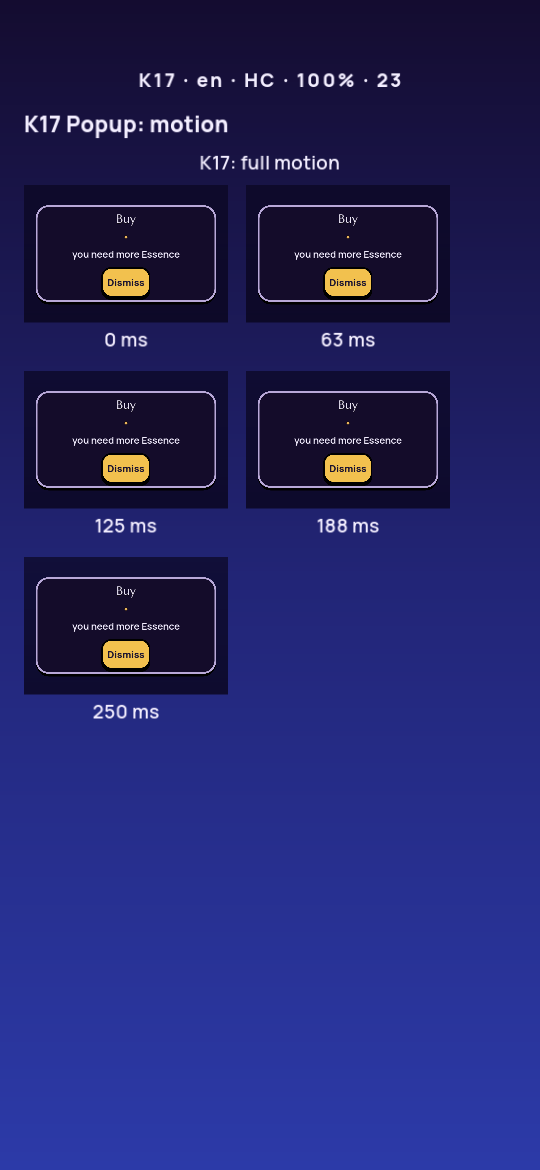 K17 · en · HC · 100% · 23
K17 Popup: motion
K17: full motion
Buy
you need more Essence
Dismiss
0 ms
Buy
you need more Essence
Dismiss
63 ms
Buy
you need more Essence
Dismiss
125 ms
Buy
you need more Essence
Dismiss
188 ms
Buy
you need more Essence
Dismiss
250 ms